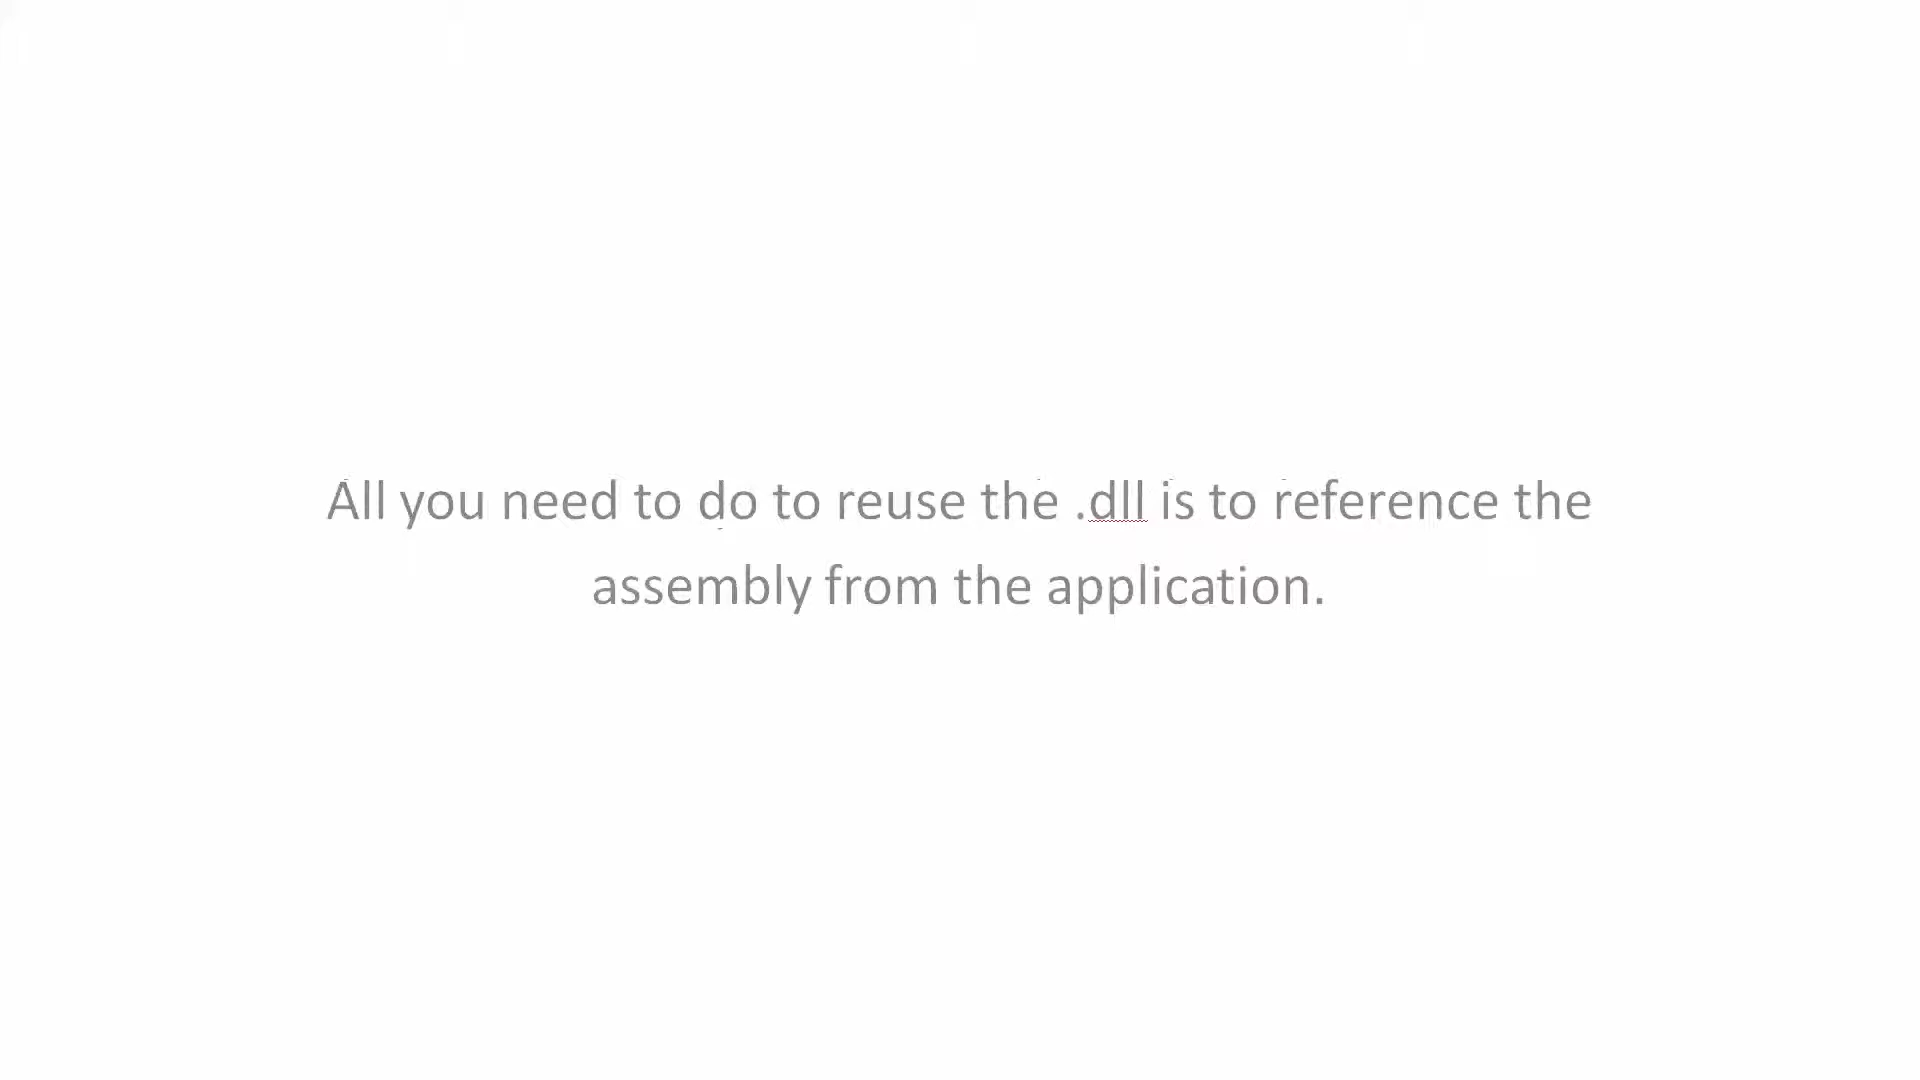 All you need to do to reuse the .dll is to reference the
assembly from the application.